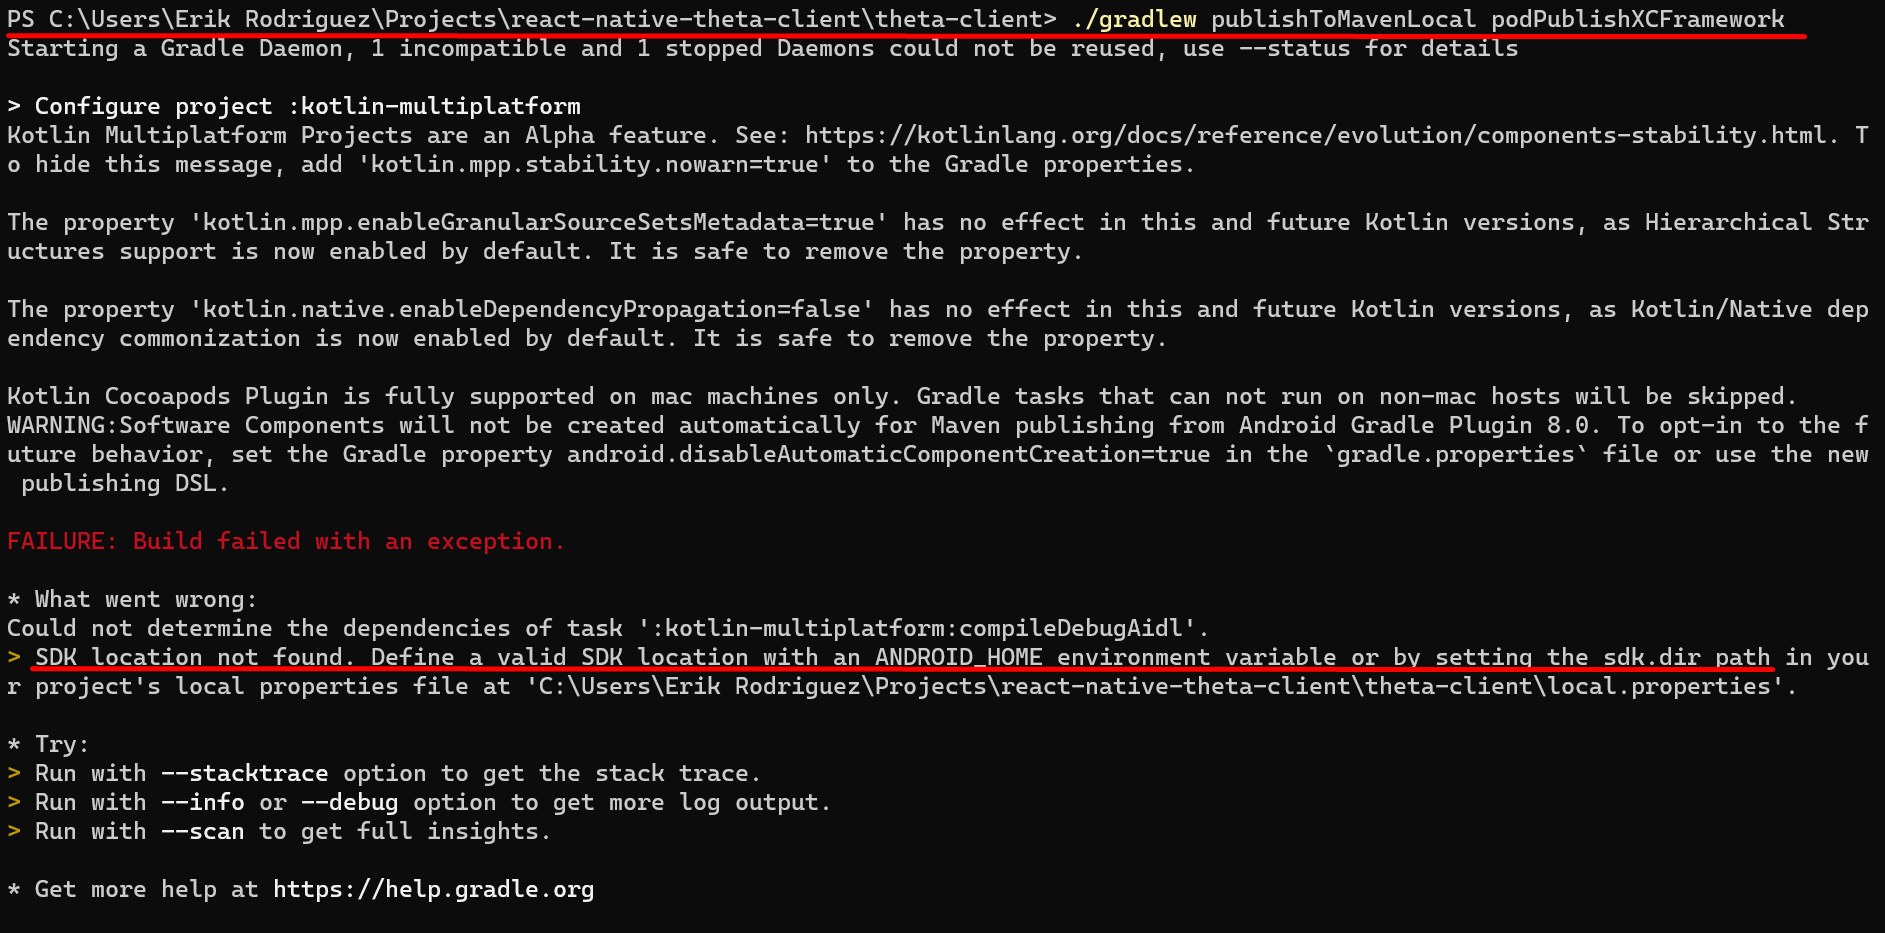 PS C:\Users\Erik Rodriguez\Projects\react-native-theta-client\theta-client> ./gradlew publishToMavenLocal podPublishXCFramework
Starting a Gradle Daemon, 1 incompatible and 1 stopped Daemons could not be reused, use --status for details
> Configure project :kotlin-multiplatform
Kotlin Multiplatform Projects are an Alpha feature. See: https://kotlinlang.org/docs/reference/evolution/components-stability.html. T
o hide this message, add 'kotlin.mpp.stability.nowarn=true' to the Gradle properties.
The property 'kotlin.mpp.enableGranularSourceSetsMetadata=true' has no effect in this and future Kotlin versions, as Hierarchical Str
uctures support is now enabled by default. It is safe to remove the property.
The property 'kotlin.native.enableDependencyPropagation=false' has no effect in this and future Kotlin versions, as Kotlin/Native dep
endency commonization is now enabled by default. It is safe to remove the property.
Kotlin Cocoapods Plugin is fully supported on mac machines only. Gradle tasks that can not run on non-mac hosts will be skipped.
WARNING:Software Components will not be created automatically for Maven publishing from Android Gradle Plugin 8.0. To opt-in to the f
uture behavior, set the Gradle property android.disableAutomaticComponentCreation=true in the `gradle.properties` file or use the new
 publishing DSL.
FAILURE: Build failed with an exception.
* What went wrong:
Could not determine the dependencies of task ':kotlin-multiplatform:compileDebugAidl'.
> SDK location not found. Define a valid SDK location with an ANDROID_HOME environment variable or by setting the sdk.dir path in you
r project's local properties file at 'C:\Users\Erik Rodriguez\Projects\react-native-theta-client\theta-client\local.properties'.
* Try:
> Run with --stacktrace option to get the stack trace.
> Run with --info or --debug option to get more log output.
> Run with --scan to get full insights.
* Get more help at https://help.gradle.org